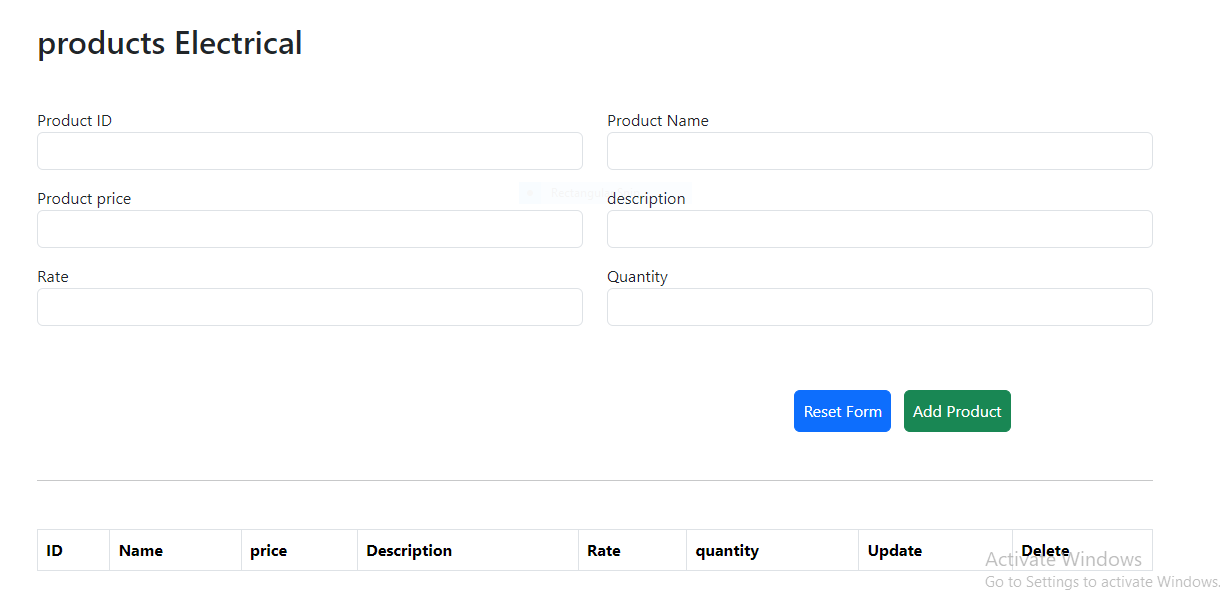 products Electrical
Product ID
Product Name
Product price
description
Rate
Quantity
Reset Form
Add Product
ID Name price Description Rate quantity Update Delete
Activate Windows
Go to Settings to activate Windows.